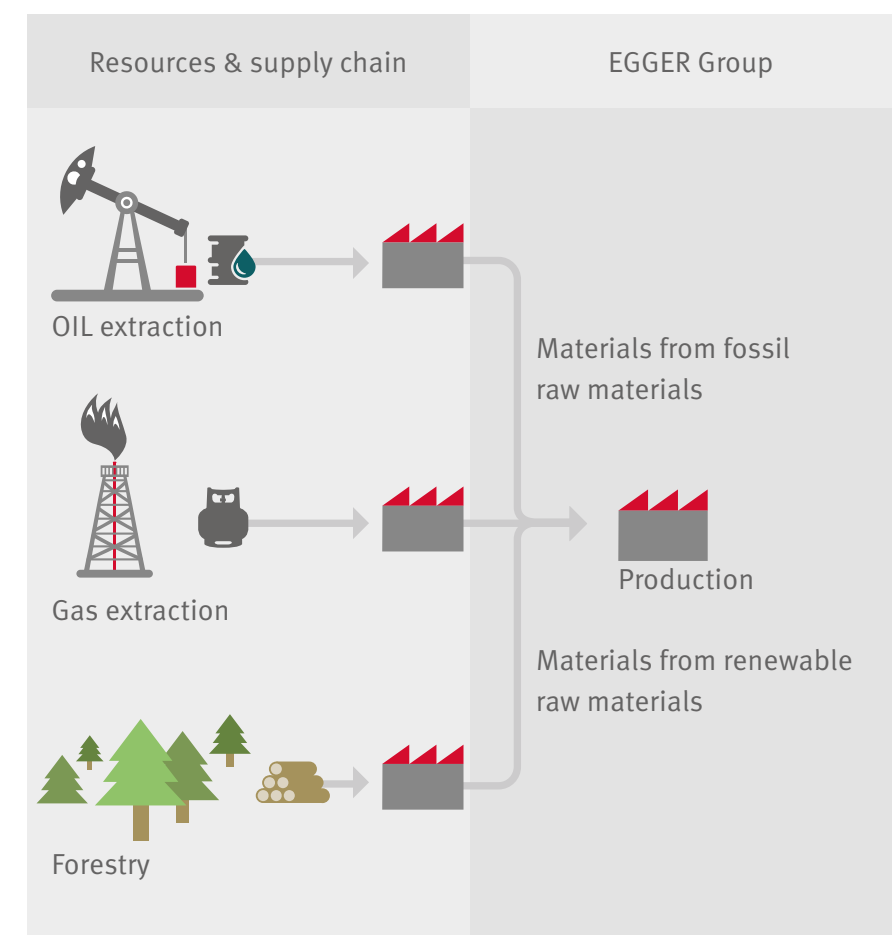 Resources & supply chain
EGGER Group
OIL extraction
Materials from fossil
raw materials
Production
Gas extraction
Materials from renewable
raw materials
Forestry